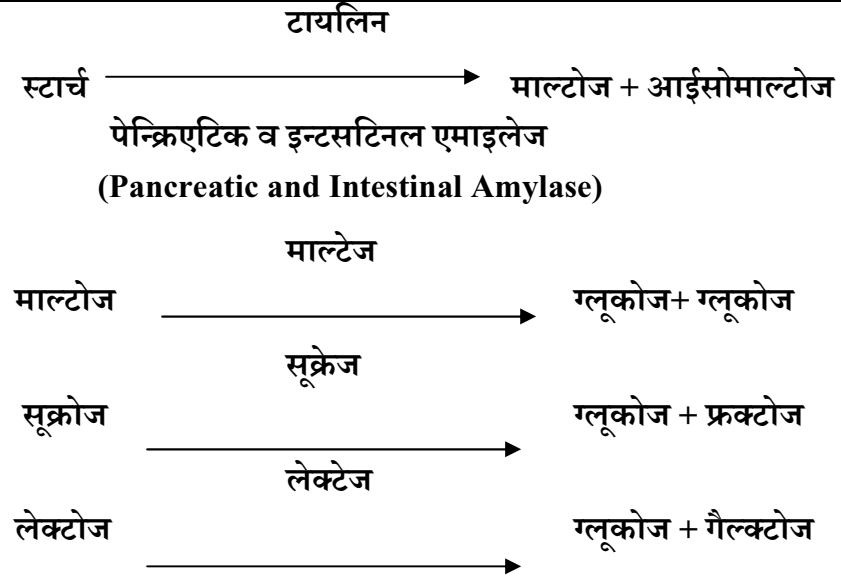 टायलिन
स्टार्च माल्टोज + आईसोमाल्टोज
पेन्क्रिएटिक व इन्टसटिनल एमाइलेज
(Pancreatic and Intestinal Amylase)
माल्टेज
माल्टोज ग्लूकोज+ ग्लूकोज
सूक्रेज
सूक्रोज ग्लूकोज + फ्रक्टोज
लेक्टेज
लेक्टोज ग्लूकोज + गैल्क्टोज